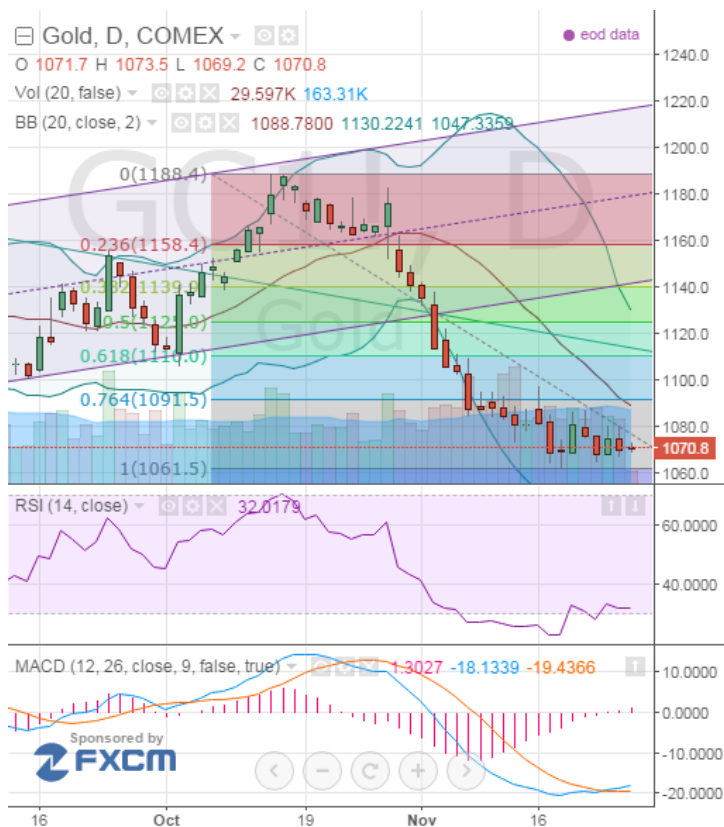 Gold, D, COMEX
eod data
O 1071.7 H 1073.5 L 1069.2 C 1070.8
Vol (20, false) 29.597K 163.31K
BB (20, close, 2) 1088.7800 1130.2241 1047.3359
1240.0
1220.0
1200.0
1180.0
1160.0
1140.0
1120.0
1100.0
1080.0
1070.8
1060.0
0(1188.4)
0.236(1158.4)
0.382(1139.9)
0.5(1125.0)
0.618(1110.0)
0.764(1091.5)
1(1061.5)
Gold
RSI (14, close) 32.0179
60.0000
40.0000
MACD (12, 26, close, 9, false, true) 1.3027 -18.1339 -19.4366
10.0000
0.0000
-10.0000
-20.0000
Sponsored by
FXCM
16 Oct 19 Nov 16